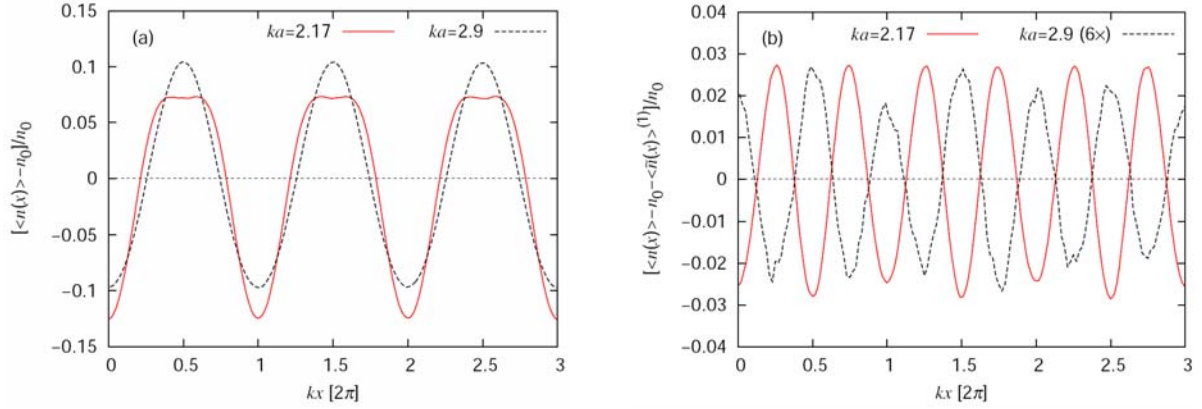 (a)
ka=2.17
ka=2.9
0.15
0.1
0.05
0
−0.05
−0.1
−0.15
[<n(x)>−n₀]/n₀
0 0.5 1 1.5 2 2.5 3
kx [2π]
(b)
ka=2.17
ka=2.9 (6×)
0.04
0.03
0.02
0.01
0
−0.01
−0.02
−0.03
−0.04
[<n(x)>−n₀−<ñ(x)>⁽¹⁾]/n₀
0 0.5 1 1.5 2 2.5 3
kx [2π]